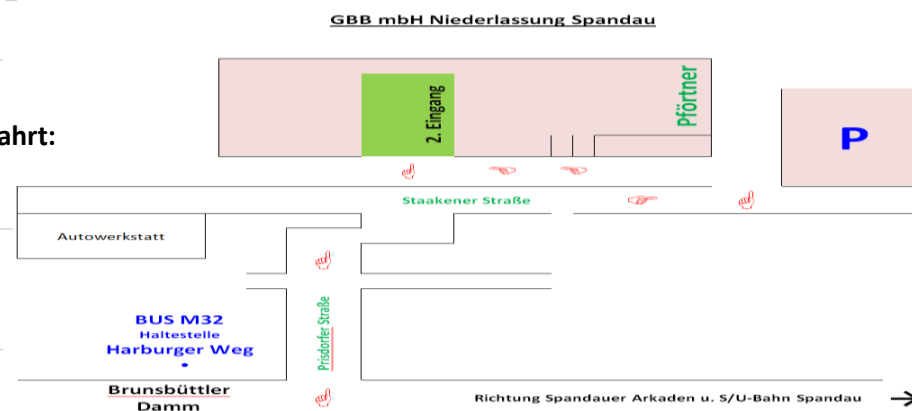 GBB mbH Niederlassung Spandau
ahrt:
2. Eingang
Pförtner
P
Staakener Straße
Autowerkstatt
BUS M32
Haltestelle
Harburger Weg
Prisdorfer Straße
Brunsbüttler
Damm
Richtung Spandauer Arkaden u. S/U-Bahn Spandau